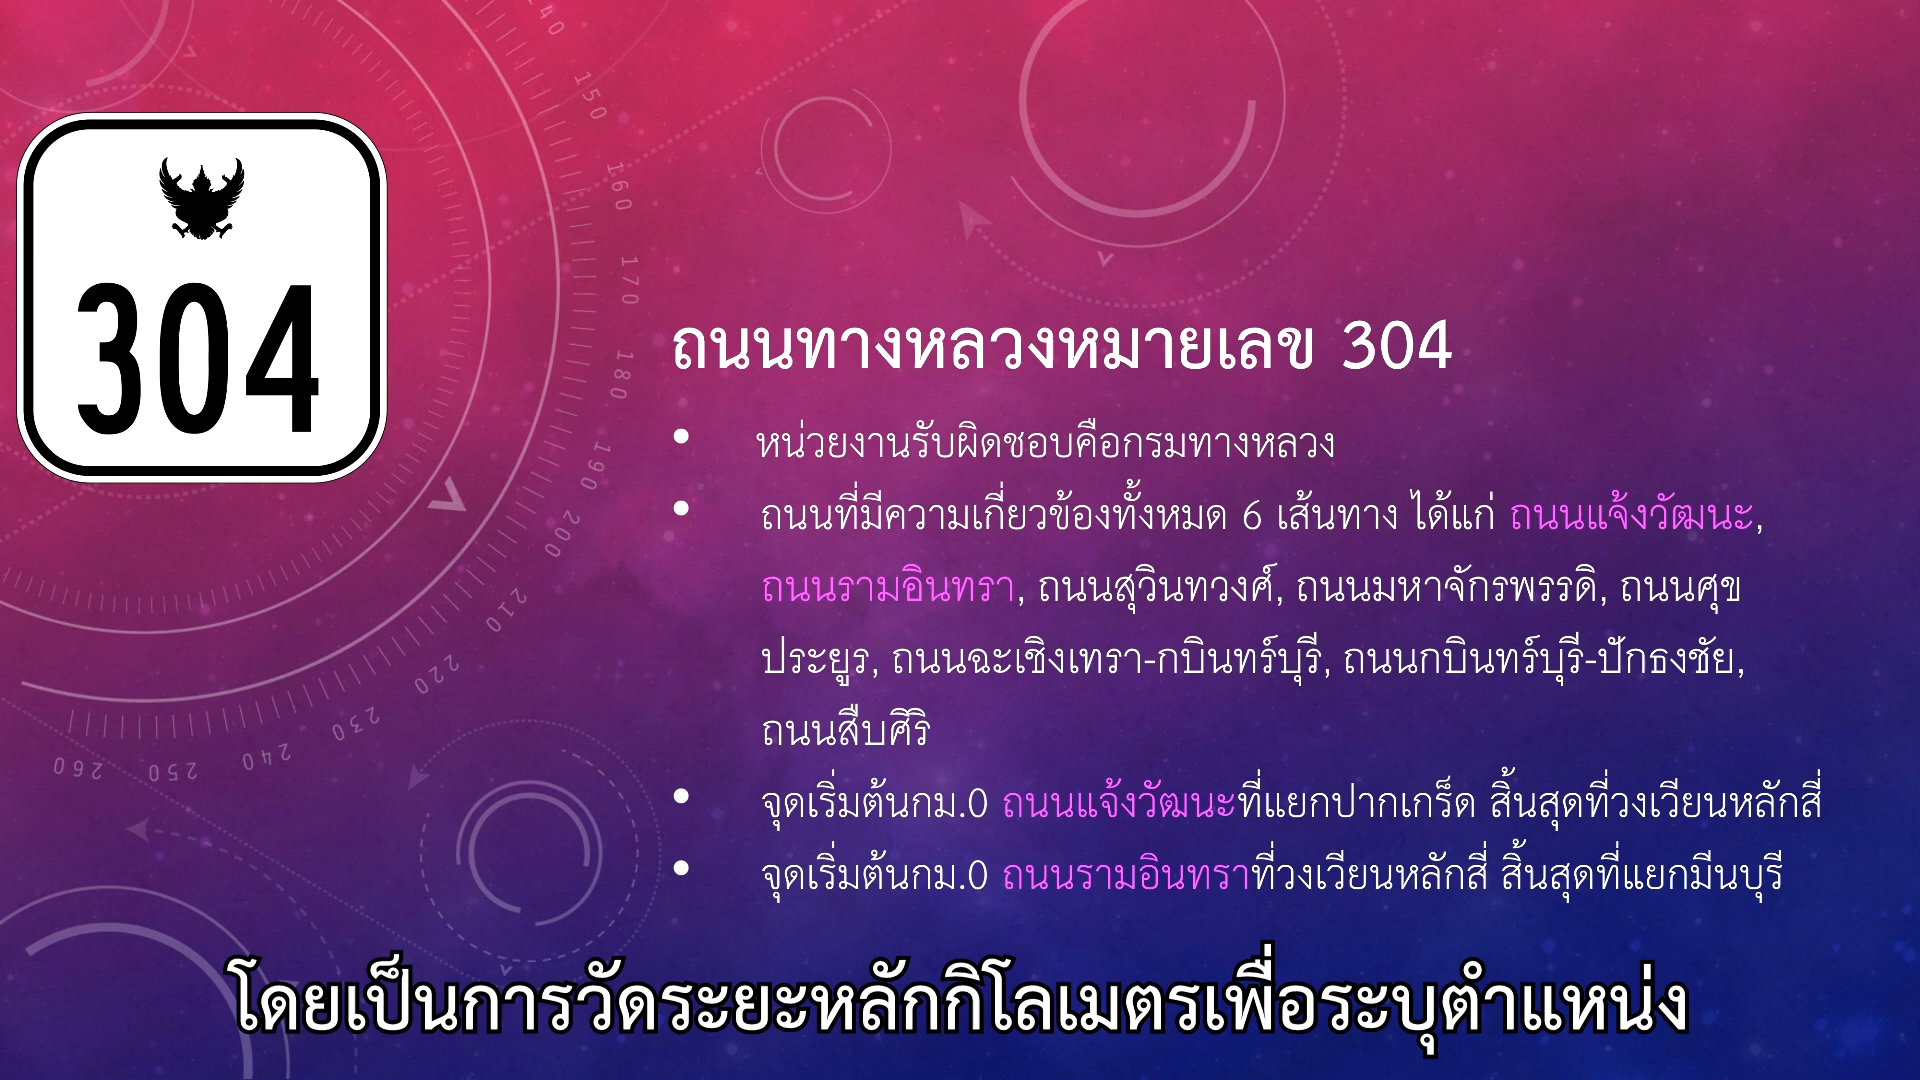 304
ถนนทางหลวงหมายเลข 304
• หน่วยงานรับผิดชอบคือกรมทางหลวง
• ถนนที่มีความเกี่ยวข้องทั้งหมด 6 เส้นทาง ได้แก่ ถนนแจ้งวัฒนะ,
ถนนรามอินทรา, ถนนสุวินทวงศ์, ถนนมหาจักรพรรดิ, ถนนศุข
ประยูร, ถนนฉะเชิงเทรา-กบินทร์บุรี, ถนนกบินทร์บุรี-ปักธงชัย,
ถนนสืบศิริ
• จุดเริ่มต้นกม.0 ถนนแจ้งวัฒนะที่แยกปากเกร็ด สิ้นสุดที่วงเวียนหลักสี่
• จุดเริ่มต้นกม.0 ถนนรามอินทราที่วงเวียนหลักสี่ สิ้นสุดที่แยกมีนบุรี
โดยเป็นการวัดระยะหลักกิโลเมตรเพื่อระบุตำแหน่ง
140
150
160
170
180
190
200
210
220
230
240
250
260